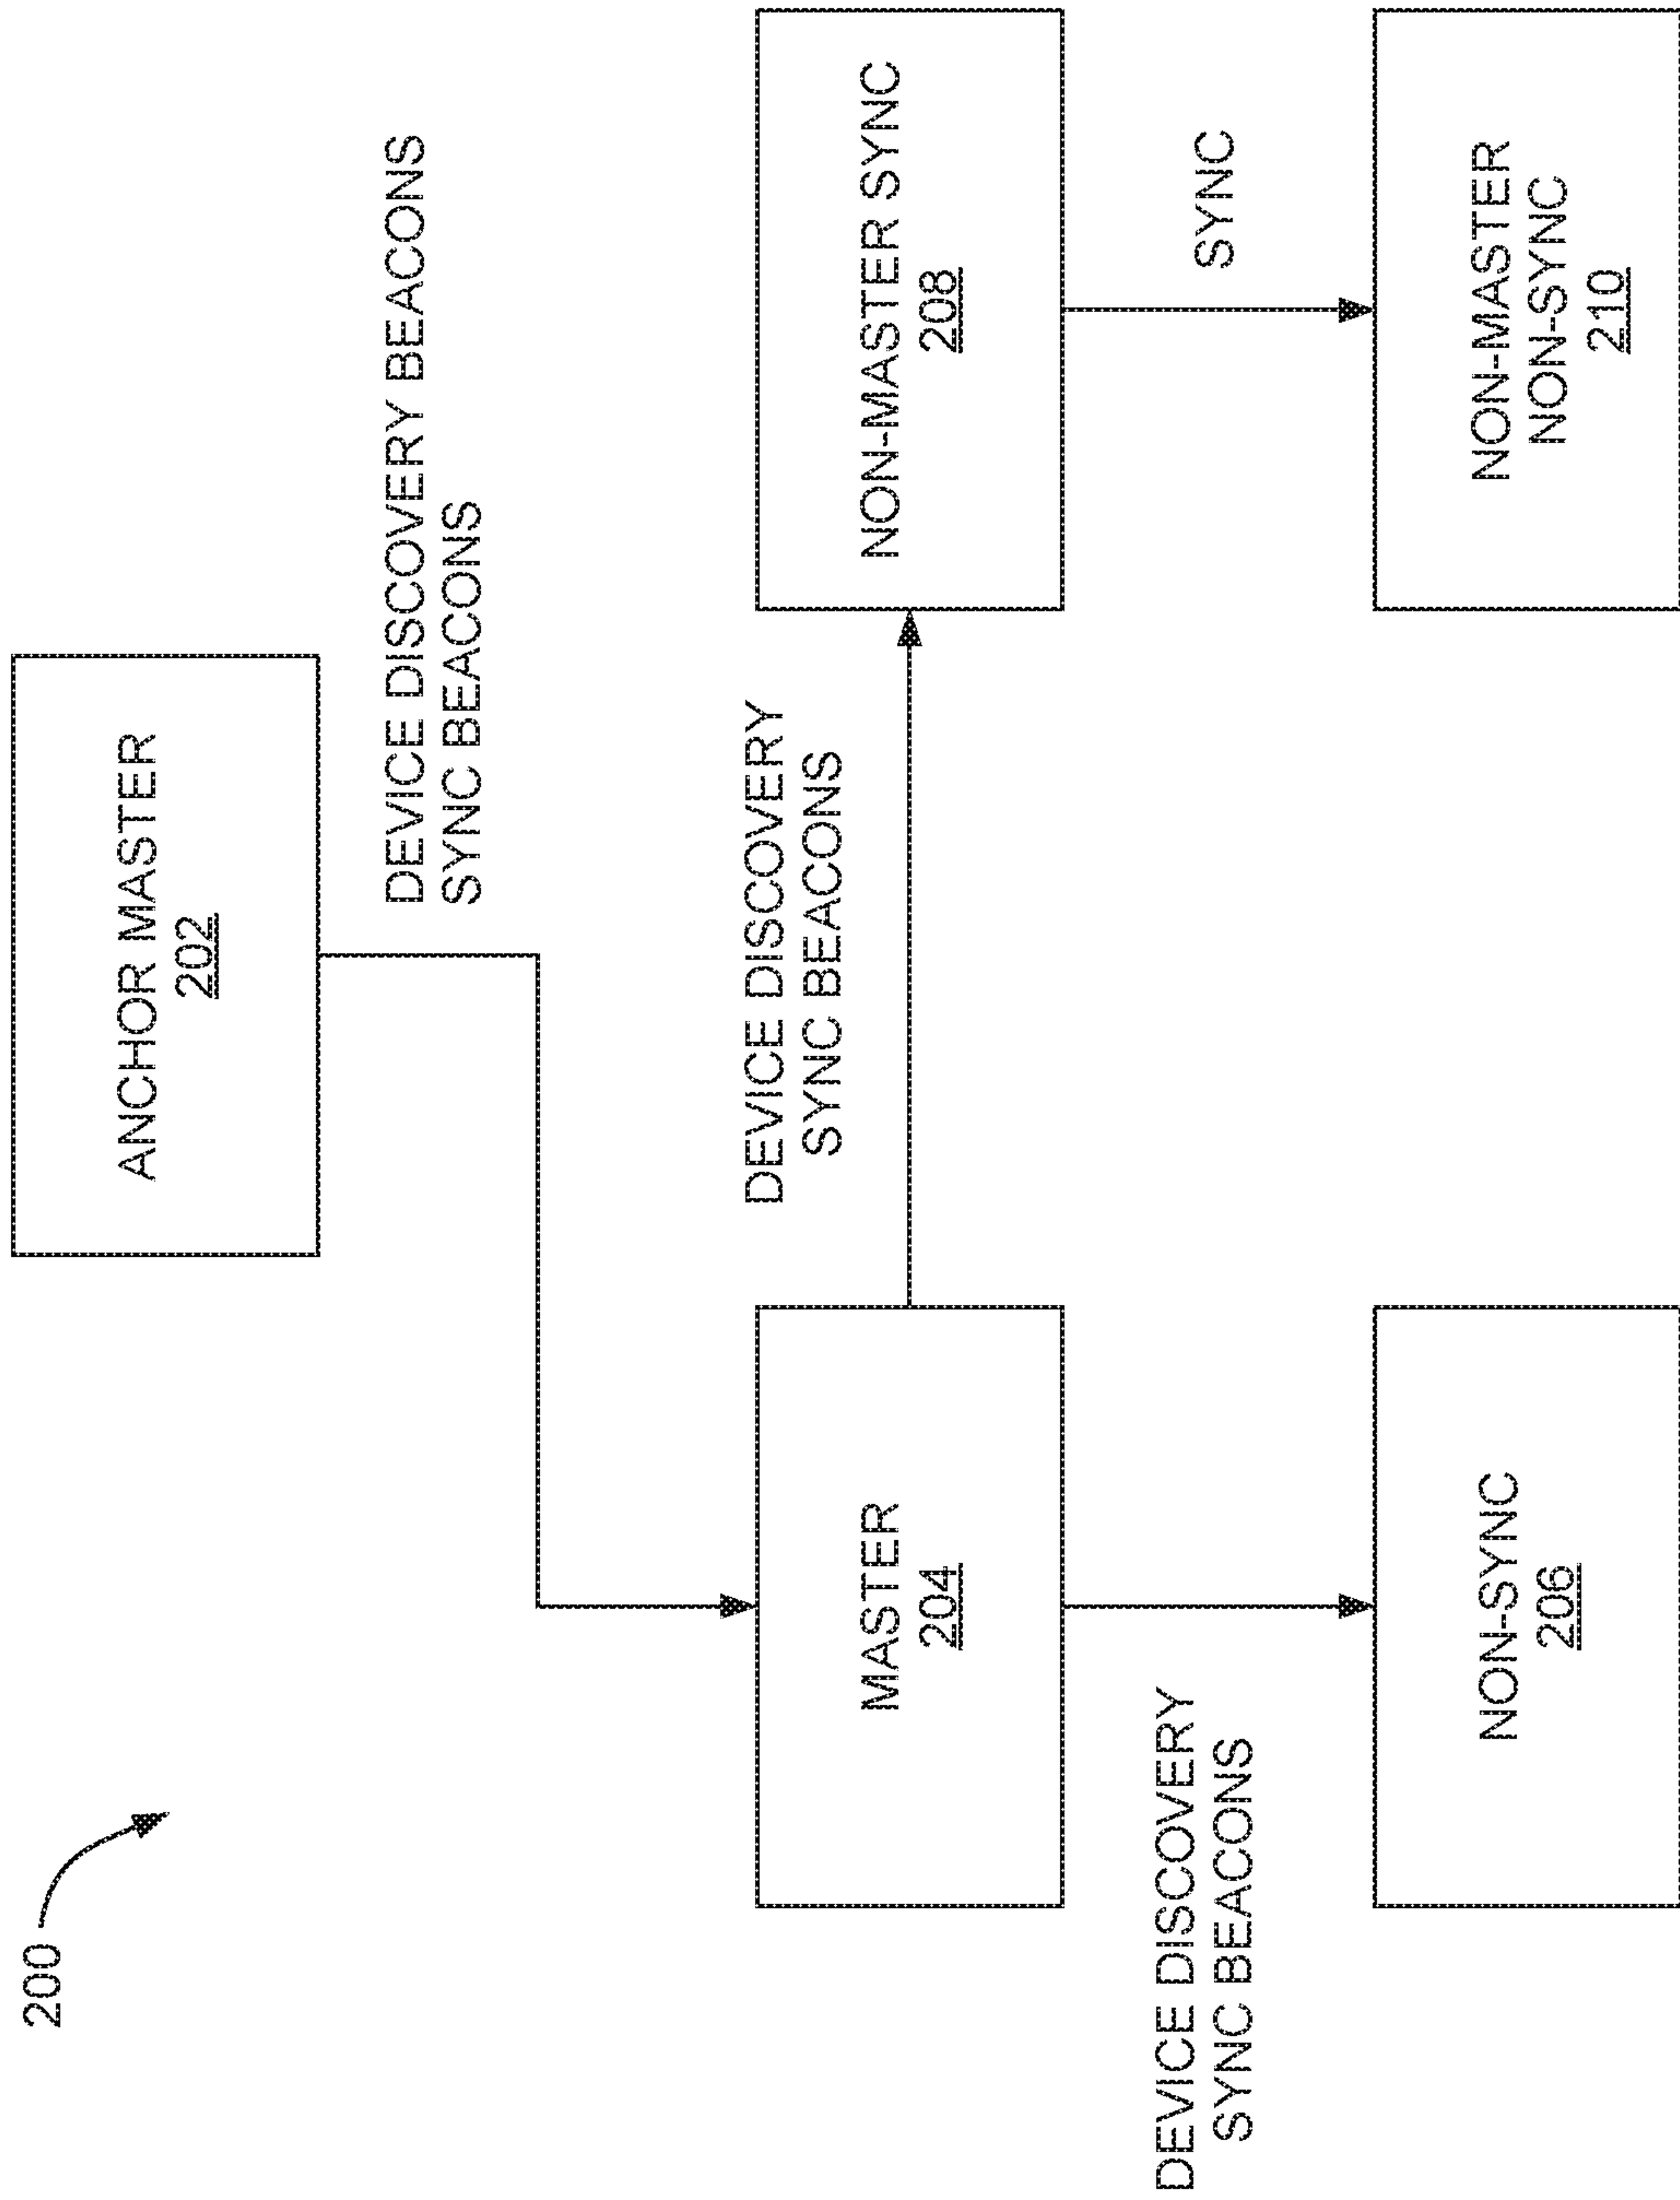 200
ANCHOR MASTER
202
DEVICE DISCOVERY BEACONS
SYNC BEACONS
DEVICE DISCOVERY
SYNC BEACONS
MASTER
204
NON-MASTER SYNC
208
DEVICE DISCOVERY
SYNC BEACONS
SYNC
NON-SYNC
206
NON-MASTER
NON-SYNC
210